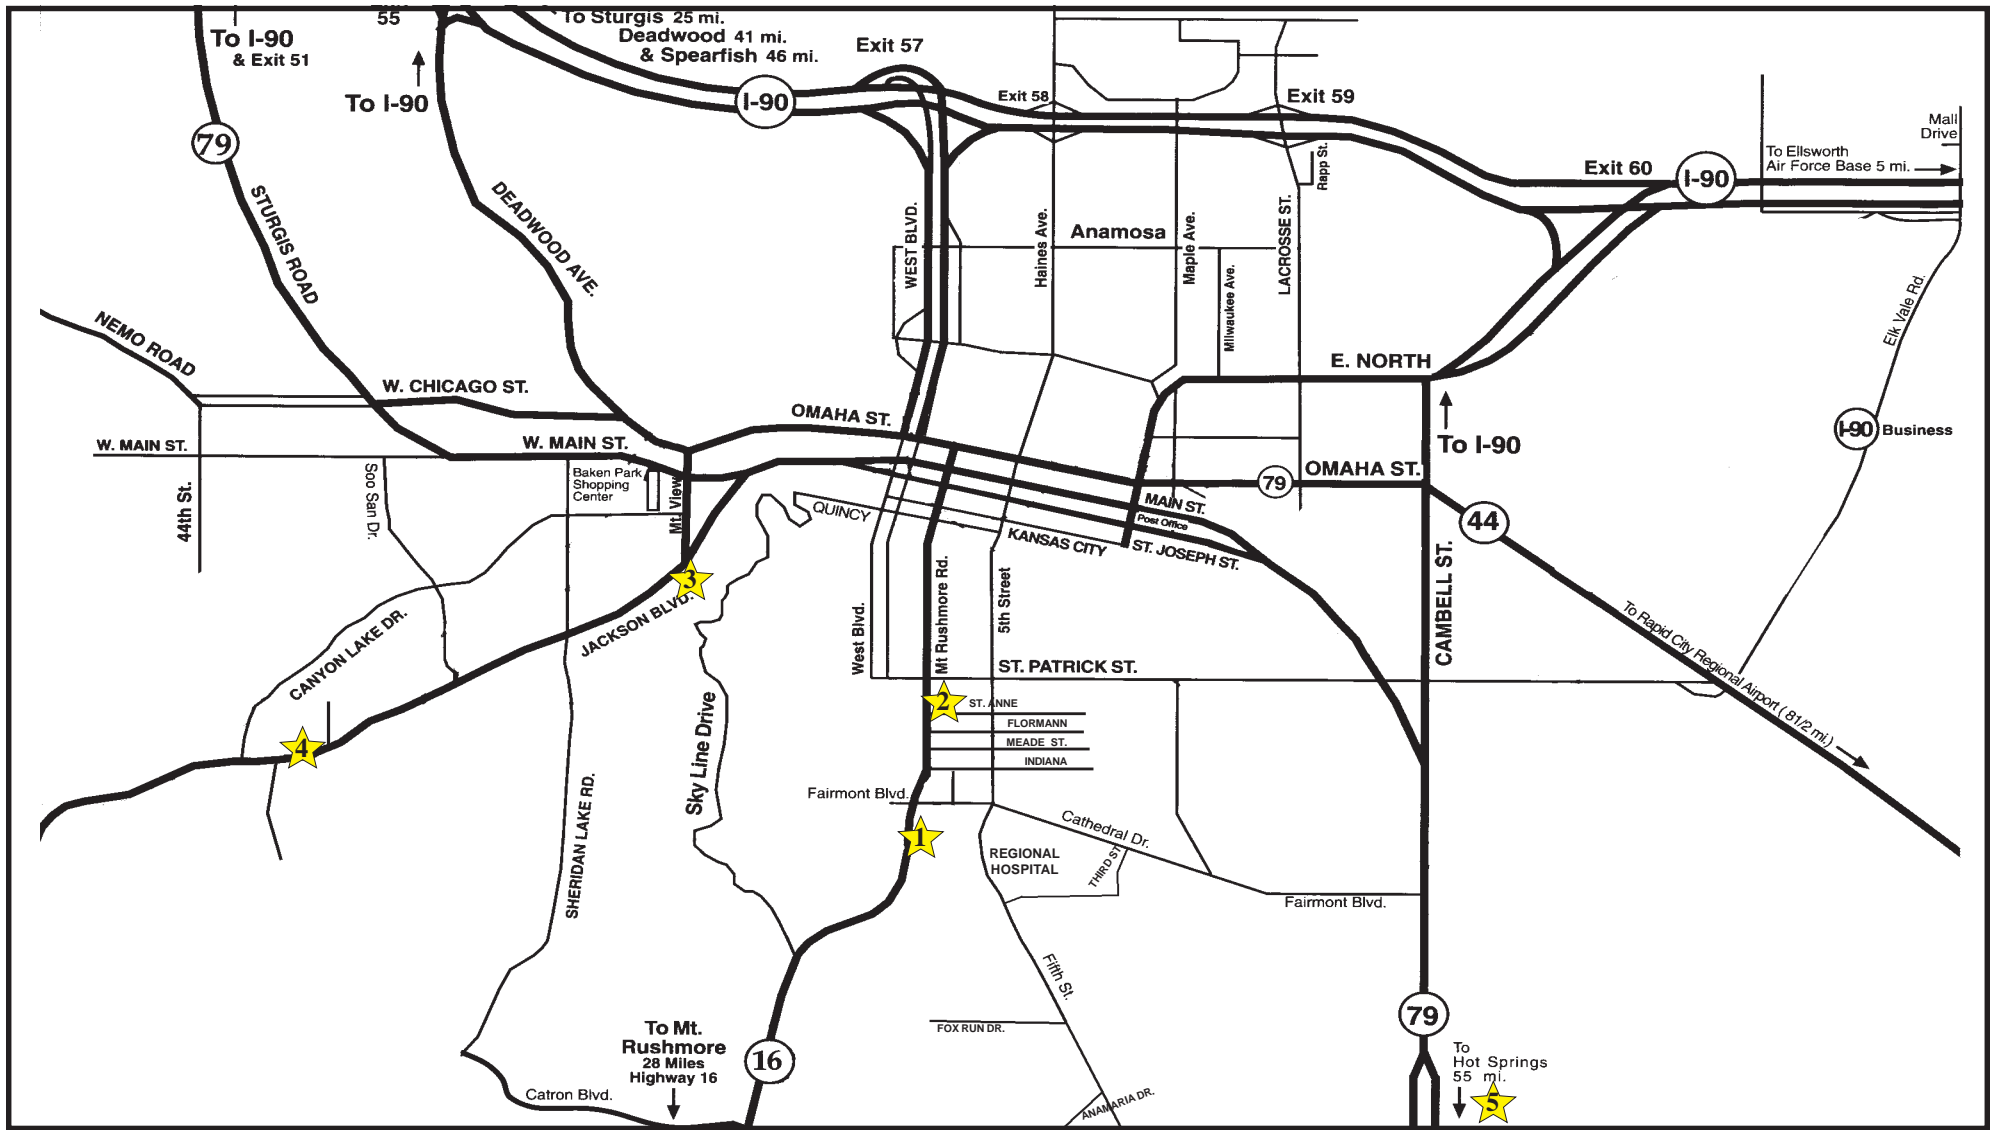 55
To I-90
& Exit 51
To I-90
To Sturgis 25 mi.
Deadwood 41 mi.
& Spearfish 46 mi.
Exit 57
I-90
Exit 58
Exit 59
Exit 60
I-90
Mall
Drive
To Ellsworth
Air Force Base 5 mi.
79
STURGIS ROAD
DEADWOOD AVE.
WEST BLVD.
Haines Ave.
Anamosa
Maple Ave.
Milwaukee Ave.
LACROSSE ST.
Rapp St.
Elk Vale Rd.
NEMO ROAD
W. CHICAGO ST.
OMAHA ST.
E. NORTH
To I-90
I-90 Business
W. MAIN ST.
W. MAIN ST.
44th St.
Soo San Dr.
Baken Park
Shopping
Center
Mt. View
QUINCY
KANSAS CITY
MAIN ST.
Post Office
ST. JOSEPH ST.
79
OMAHA ST.
44
CAMBELL ST.
To Rapid City Regional Airport ( 81/2 mi.)
3
JACKSON BLVD.
CANYON LAKE DR.
4
West Blvd.
Mt Rushmore Rd.
5th Street
ST. PATRICK ST.
2
ST. ANNE
FLORMANN
MEADE ST.
INDIANA
Sky Line Drive
SHERIDAN LAKE RD.
Fairmont Blvd.
1
Cathedral Dr.
REGIONAL
HOSPITAL
THIRD ST.
Fairmont Blvd.
Fifth St.
FOX RUN DR.
ANAMARIA DR.
To Mt.
Rushmore
28 Miles
Highway 16
16
Catron Blvd.
79
To
Hot Springs
55 mi.
5